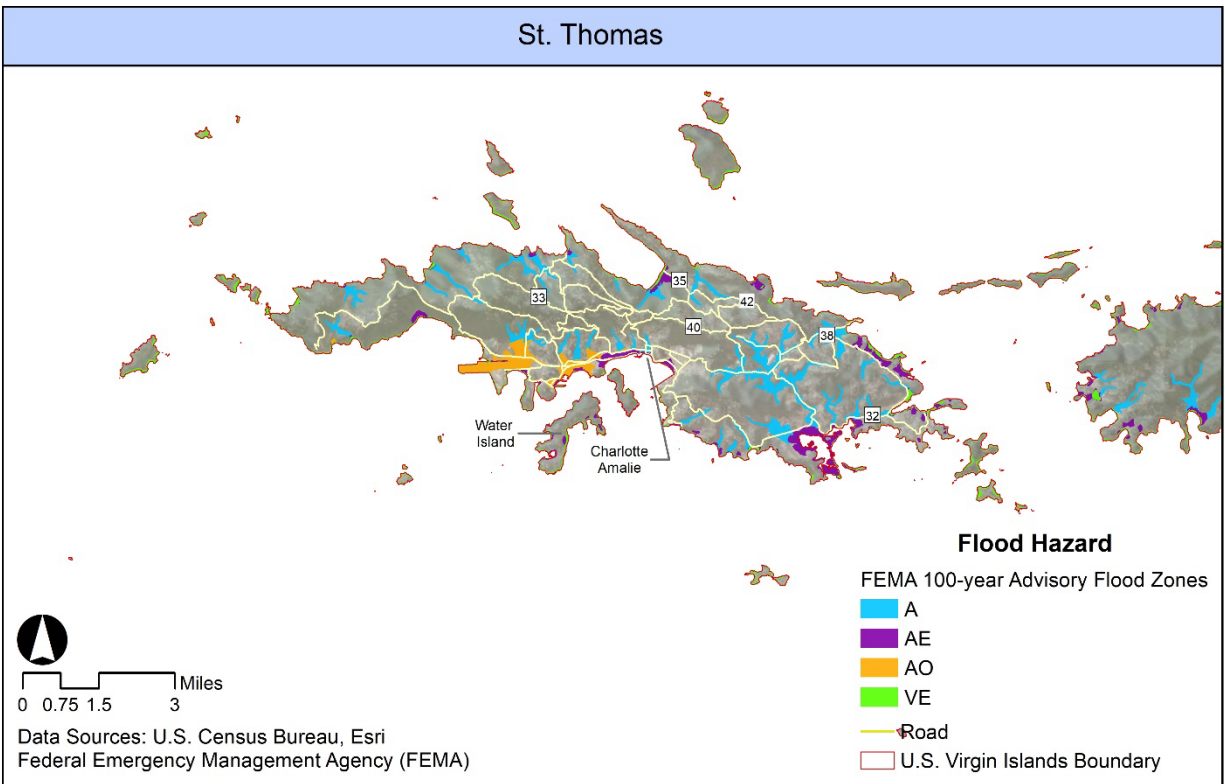 St. Thomas
35
33
42
40
38
32
Water
Island
Charlotte
Amalie
Flood Hazard
FEMA 100-year Advisory Flood Zones
A
AE
AO
VE
Road
U.S. Virgin Islands Boundary
Miles
0 0.75 1.5 3
Data Sources: U.S. Census Bureau, Esri
Federal Emergency Management Agency (FEMA)